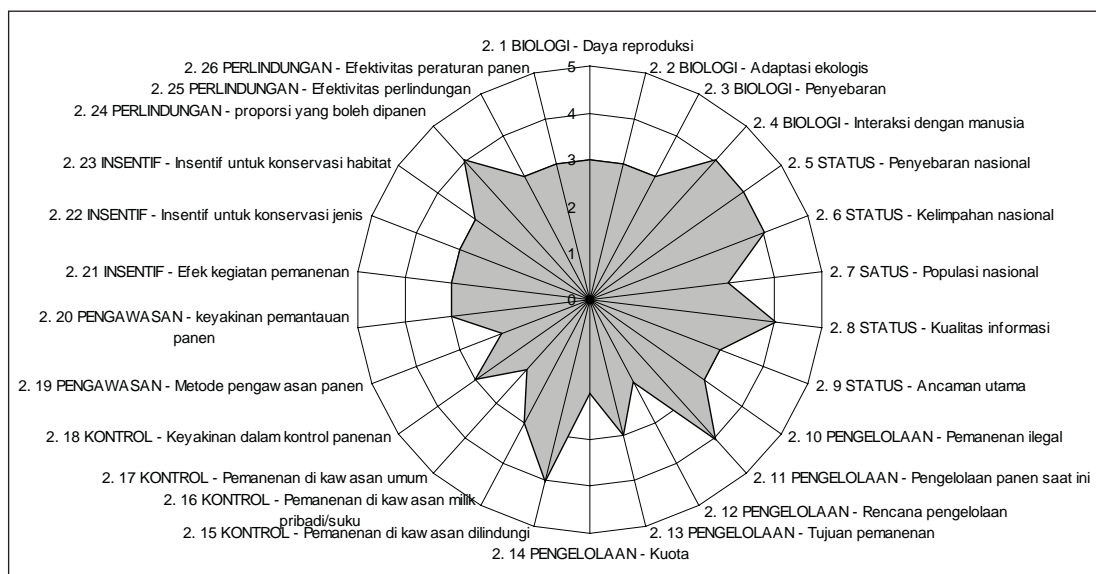 2. 1 BIOLOGI - Daya reproduksi
2. 2 BIOLOGI - Adaptasi ekologis
2. 3 BIOLOGI - Penyebaran
2. 4 BIOLOGI - Interaksi dengan manusia
2. 5 STATUS - Penyebaran nasional
2. 6 STATUS - Kelimpahan nasional
2. 7 SATUS - Populasi nasional
2. 8 STATUS - Kualitas informasi
2. 9 STATUS - Ancaman utama
2. 10 PENGELOLAAN - Pemanenan ilegal
2. 11 PENGELOLAAN - Pengelolaan panen saat ini
2. 12 PENGELOLAAN - Rencana pengelolaan
2. 13 PENGELOLAAN - Tujuan pemanenan
2. 14 PENGELOLAAN - Kuota
2. 15 KONTROL - Pemanenan di kawasan dilindungi
2. 16 KONTROL - Pemanenan di kawasan milik
pribadi/suku
2. 17 KONTROL - Pemanenan di kawasan umum
2. 18 KONTROL - Keyakinan dalam kontrol panenan
2. 19 PENGAWASAN - Metode pengawasan panen
2. 20 PENGAWASAN - keyakinan pemantauan
panen
2. 21 INSENTIF - Efek kegiatan pemanenan
2. 22 INSENTIF - Insentif untuk konservasi jenis
2. 23 INSENTIF - Insentif untuk konservasi habitat
2. 24 PERLINDUNGAN - proporsi yang boleh dipanen
2. 25 PERLINDUNGAN - Efektivitas perlindungan
2. 26 PERLINDUNGAN - Efektivitas peraturan panen
5
4
3
2
1
0